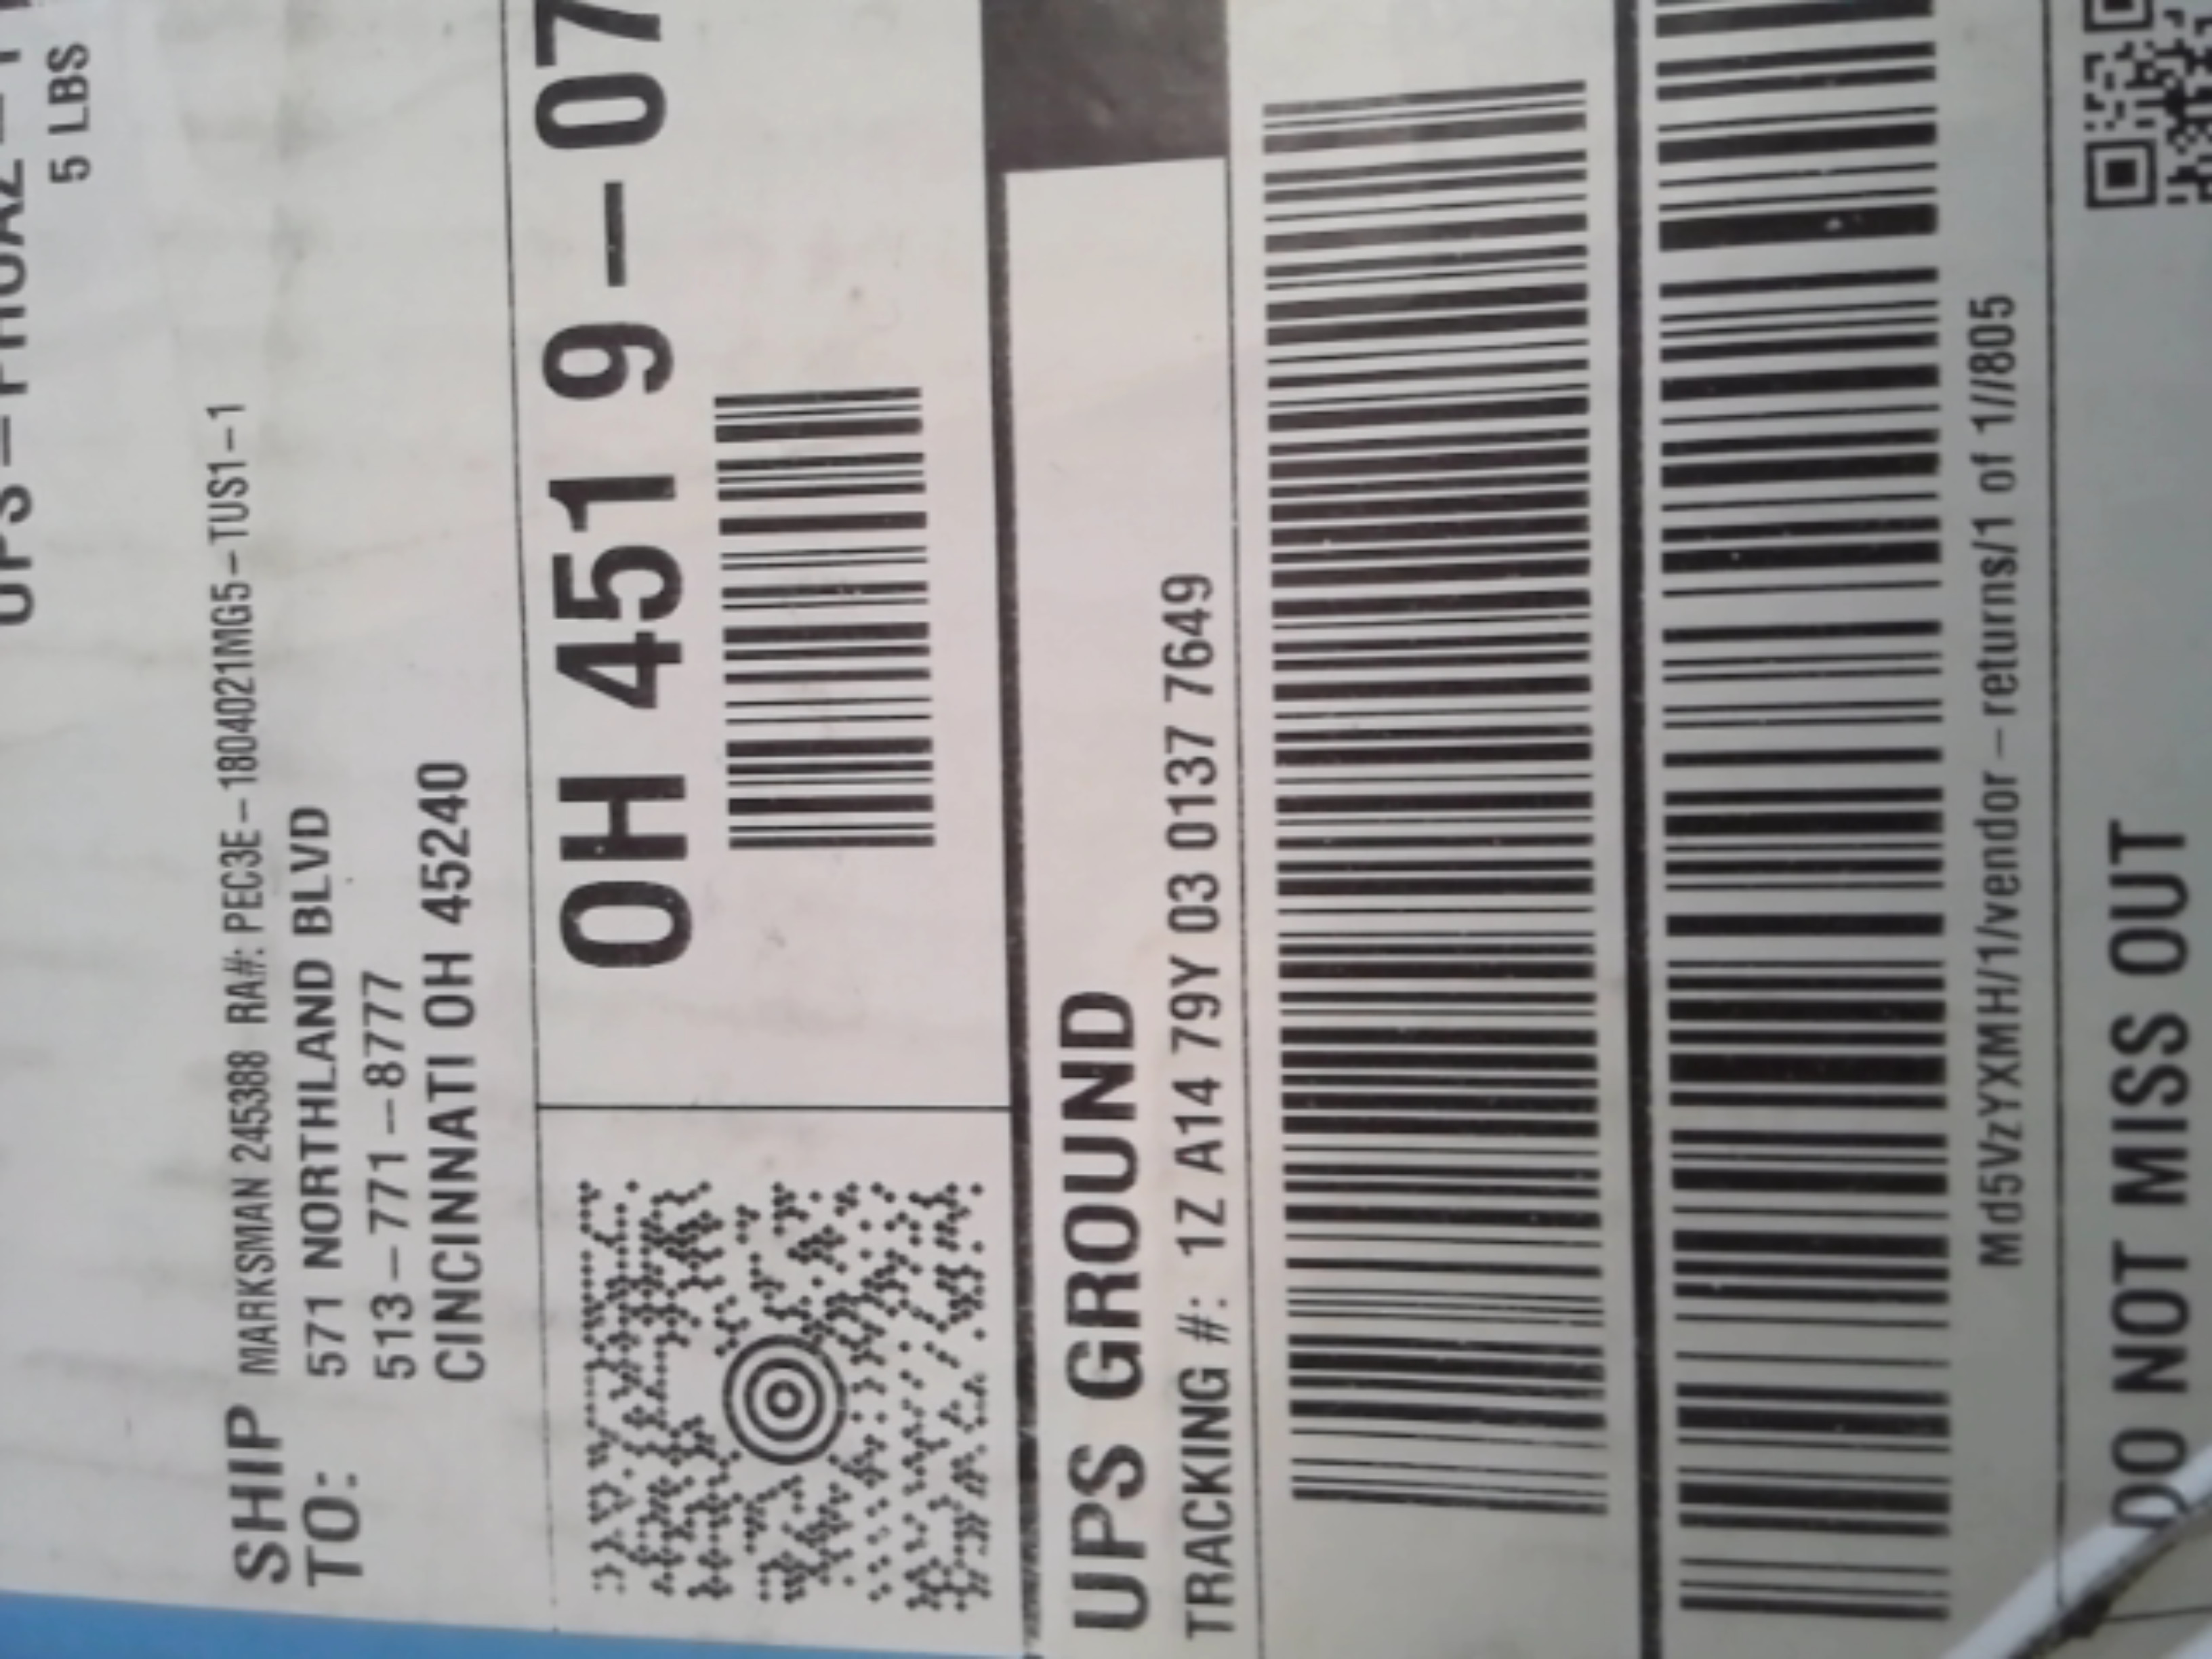 5 LBS
SHIP TO:
MARKSMAN 245388 RA#: PEC3E-1804021MG5-TUS1-1
571 NORTHLAND BLVD
513-771-8777
CINCINNATI OH 45240
OH 451 9-07
UPS GROUND
TRACKING #: 1Z A14 79Y 03 0137 7649
Md5VzYXMH/1/vendor-returns/1 of 1//805
DO NOT MISS OUT